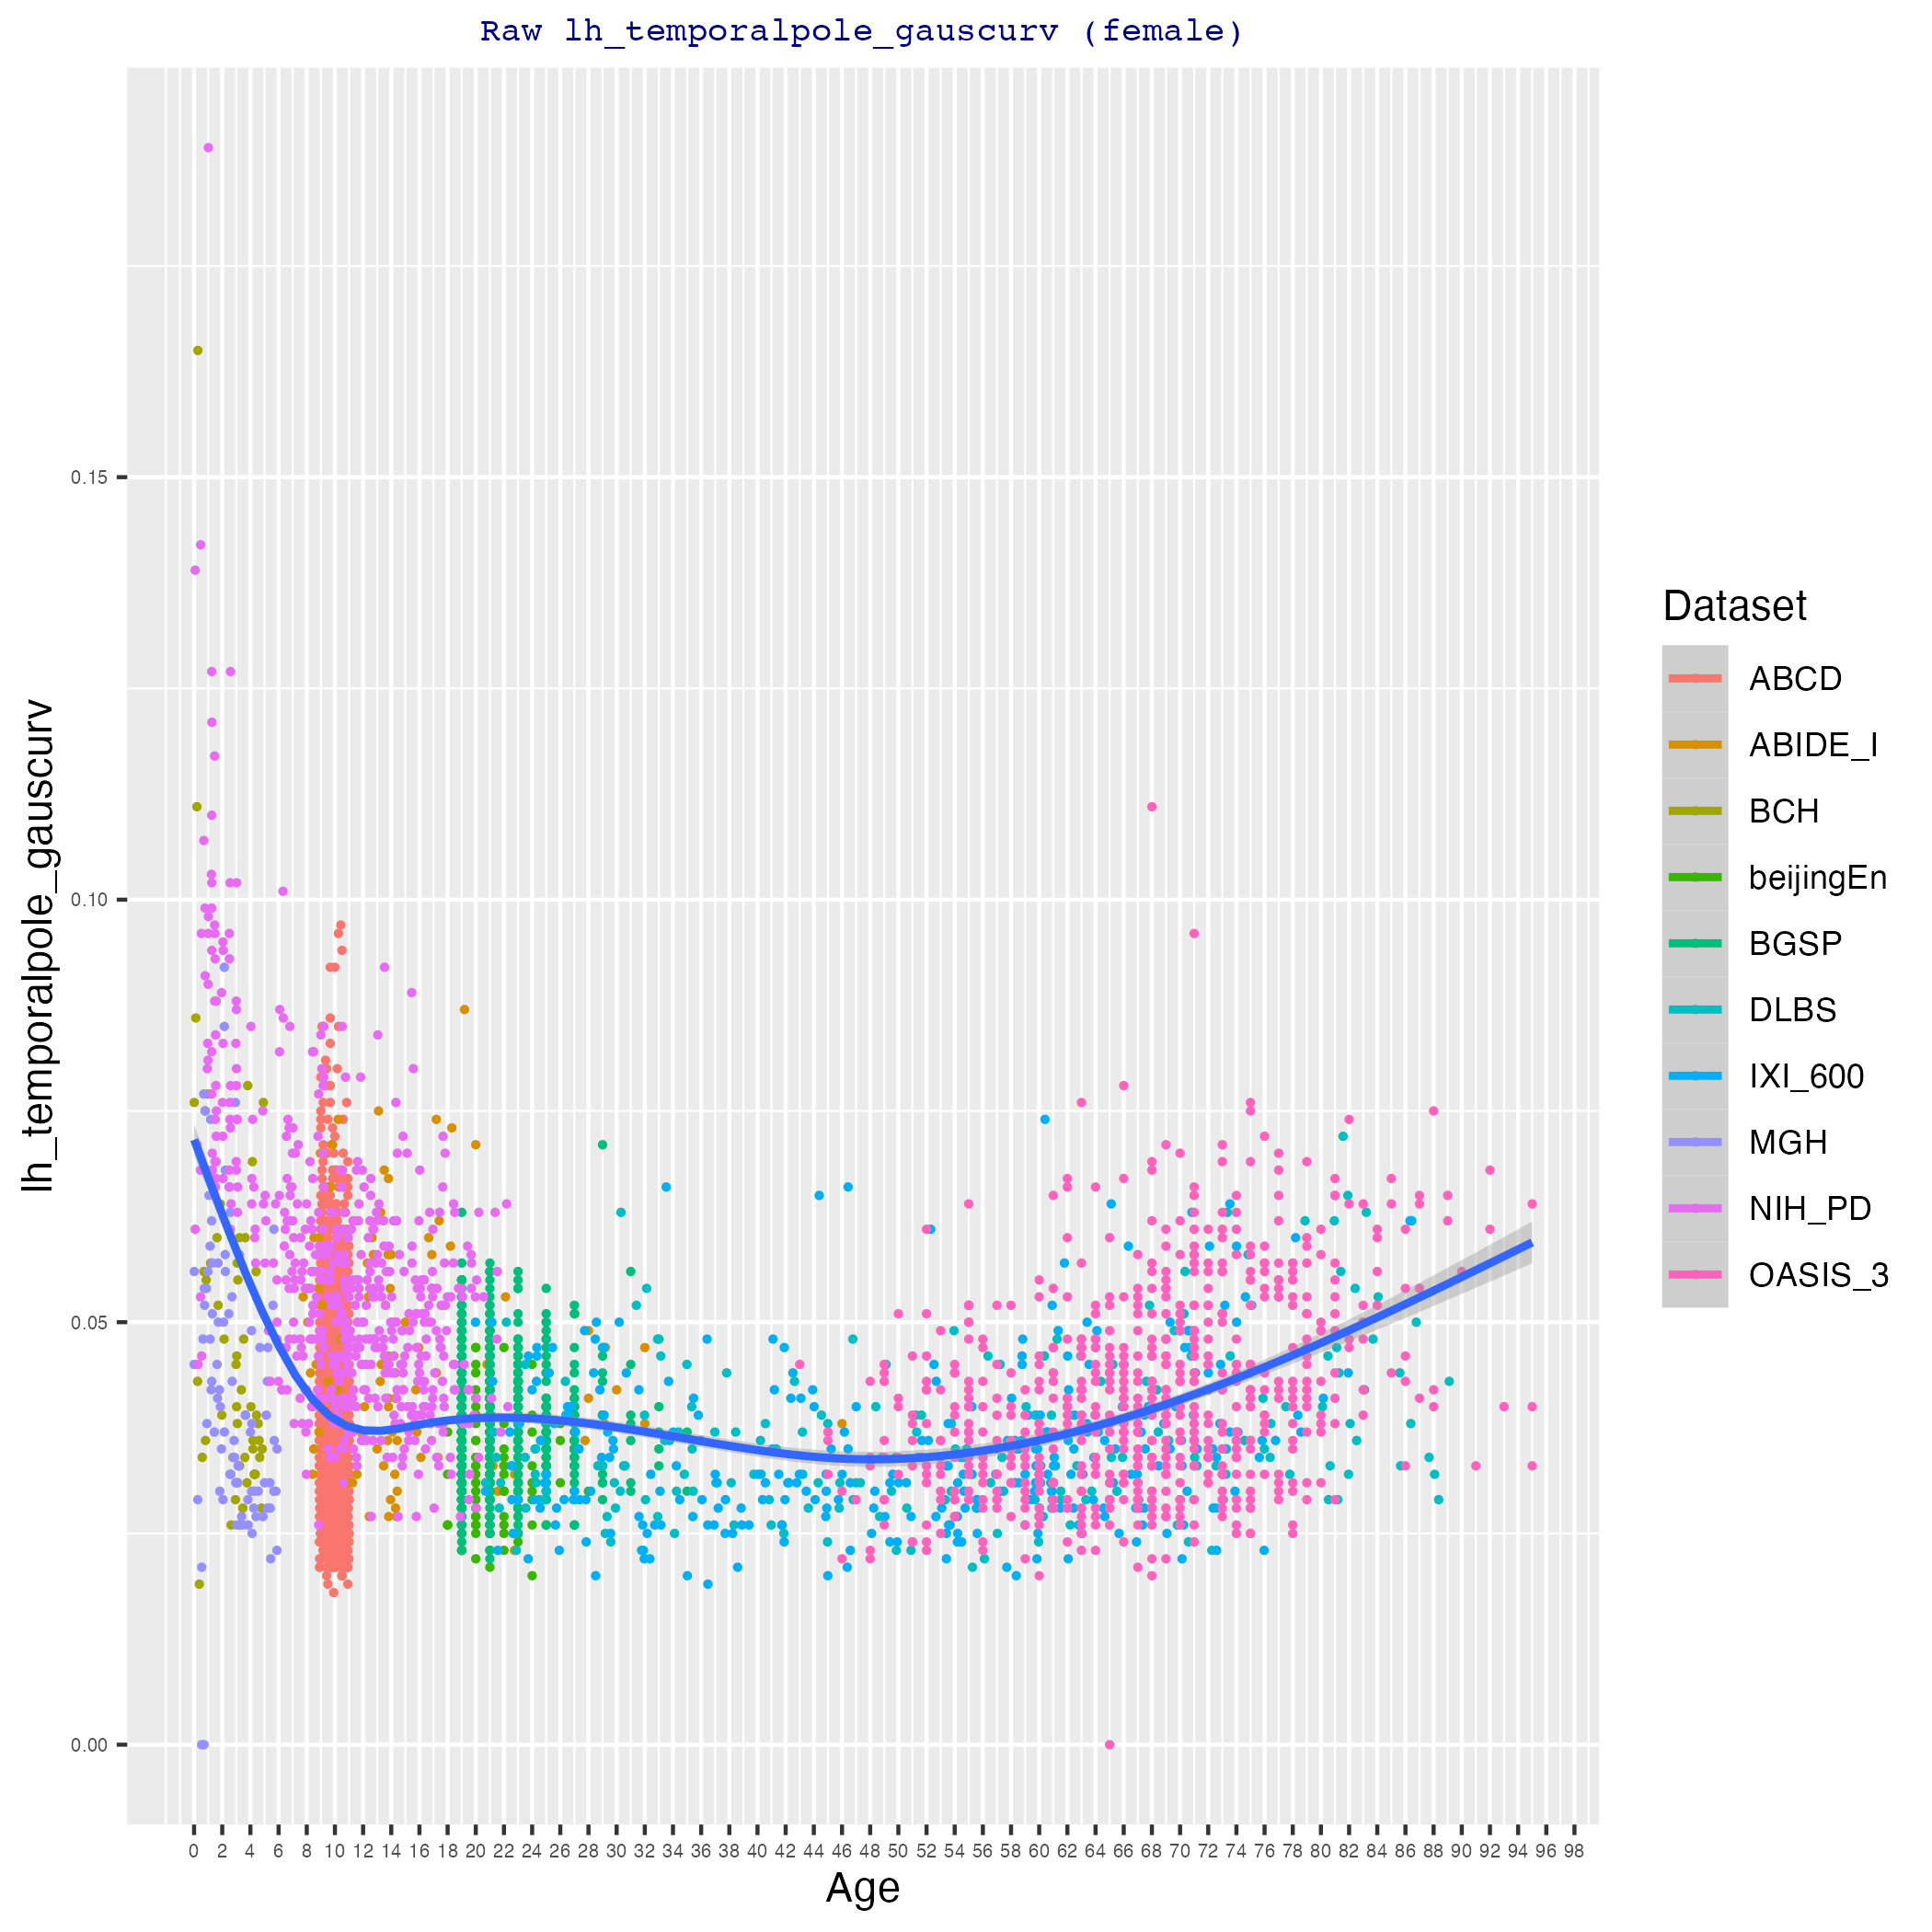 Raw lh_temporalpole_gauscurv (female)
lh_temporalpole_gauscurv
0.15
0.10
0.05
0.00
0 2 4 6 8 10 12 14 16 18 20 22 24 26 28 30 32 34 36 38 40 42 44 46 48 50 52 54 56 58 60 62 64 66 68 70 72 74 76 78 80 82 84 86 88 90 92 94 96 98
Age
Dataset
ABCD
ABIDE_I
BCH
beijingEn
BGSP
DLBS
IXI_600
MGH
NIH_PD
OASIS_3